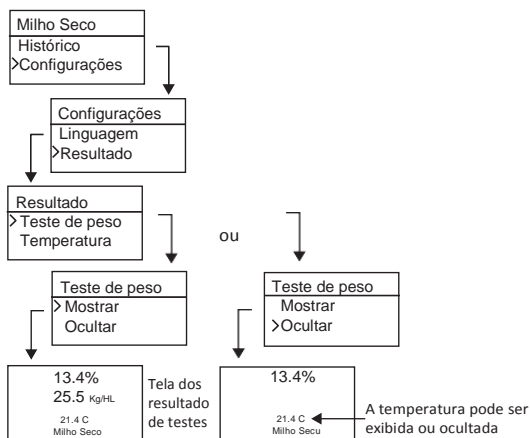 Milho Seco
Histórico
>Configurações
Configurações
Linguagem
>Resultado
Resultado
>Teste de peso
Temperatura
ou
Teste de peso
>Mostrar
Ocultar
Teste de peso
Mostrar
>Ocultar
13.4%
25.5 Kg/HL
21.4 C
Milho Seco
Tela dos
resultado
de testes
13.4%
21.4 C
Milho Secu
A temperatura pode ser
exibida ou ocultada